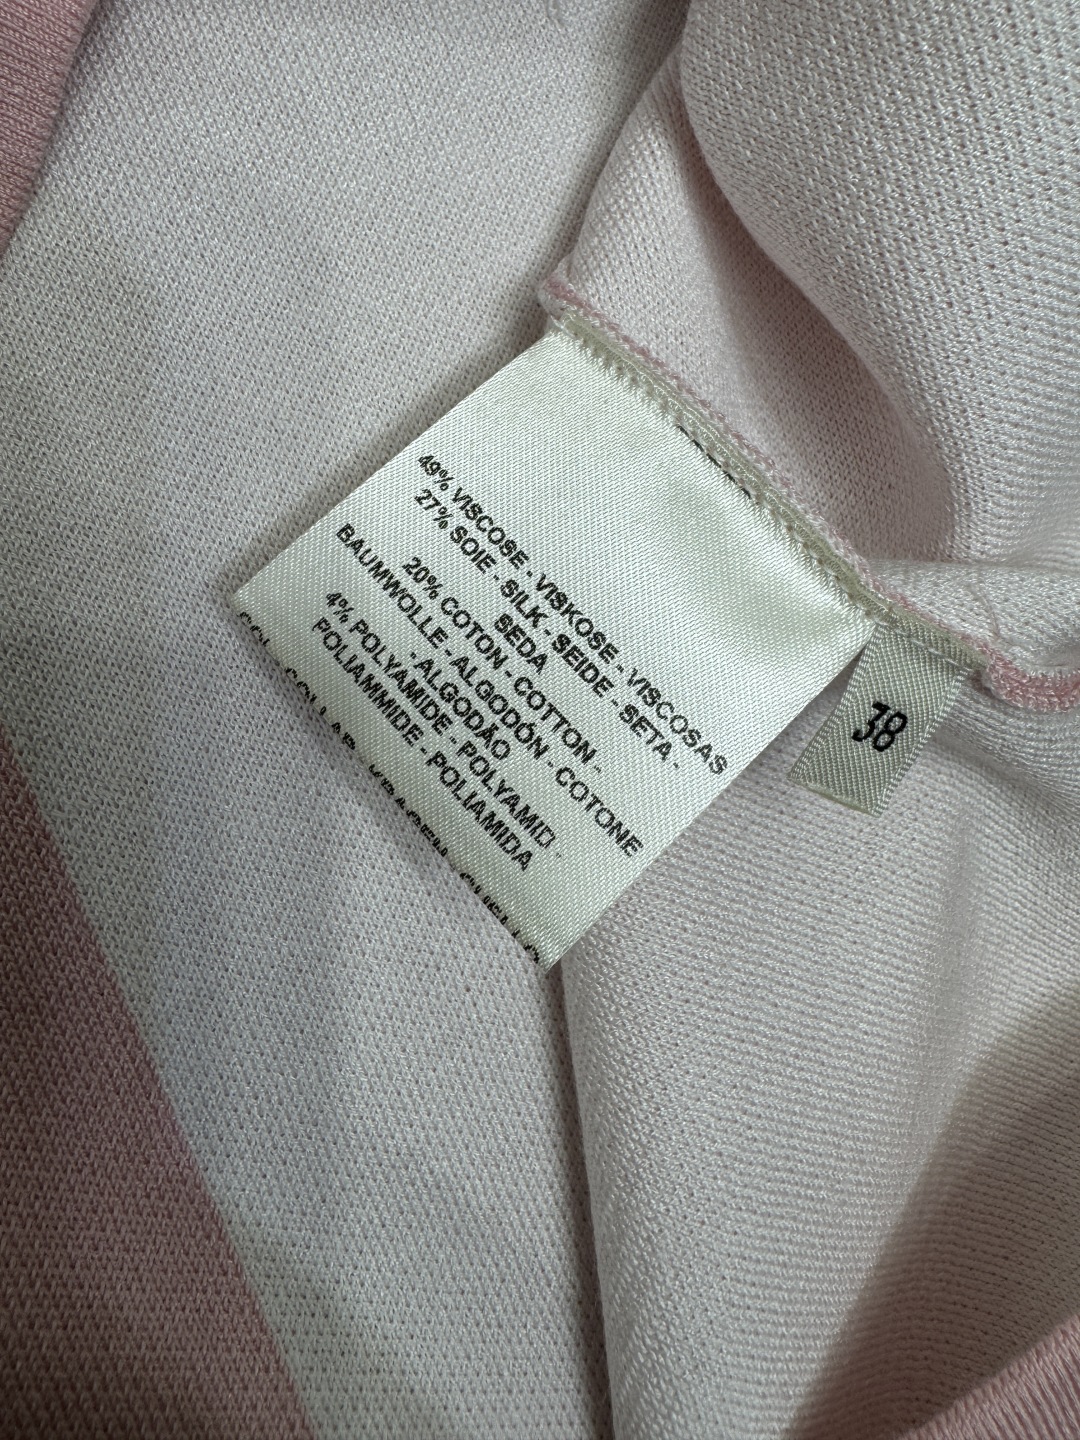 49% VISCOSE - VISKOSE - VISCOSAS
27% SOIE - SILK - SEIDE - SETA -
SEDA
20% COTON - COTTON -
BAUMWOLLE - ALGODÓN - COTONE
- ALGODÃO
4% POLYAMIDE - POLYAMID -
POLIAMMIDE - POLIAMIDA
38